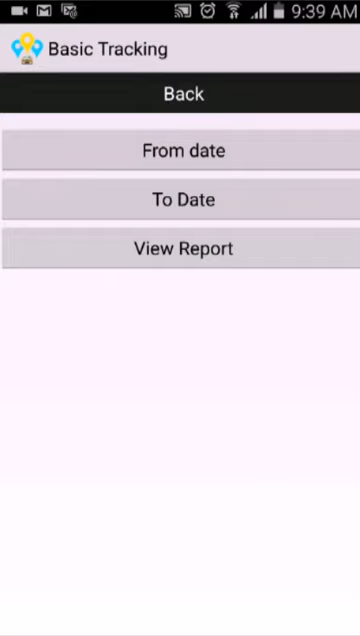 9:39 AM
Basic Tracking
Back
From date
To Date
View Report